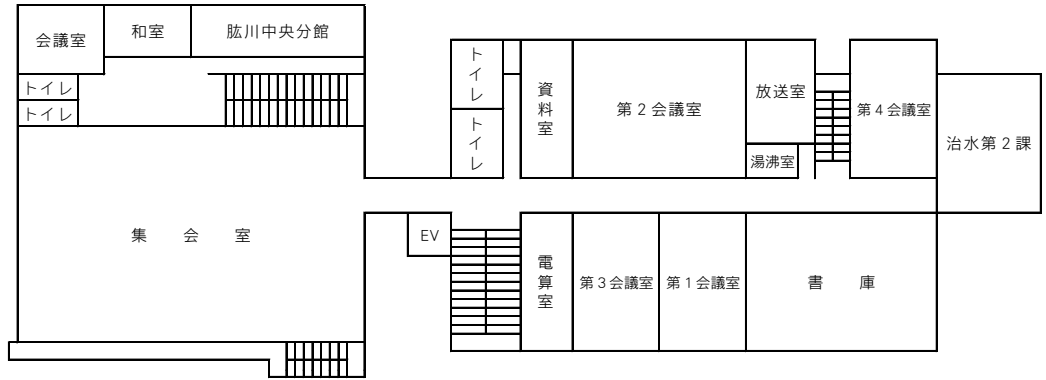 会議室
和室
肱川中央分館
トイレ
トイレ
集会室
トイレ
トイレ
資料室
第2会議室
放送室
湯沸室
第4会議室
治水第2課
EV
電算室
第3会議室
第1会議室
書庫